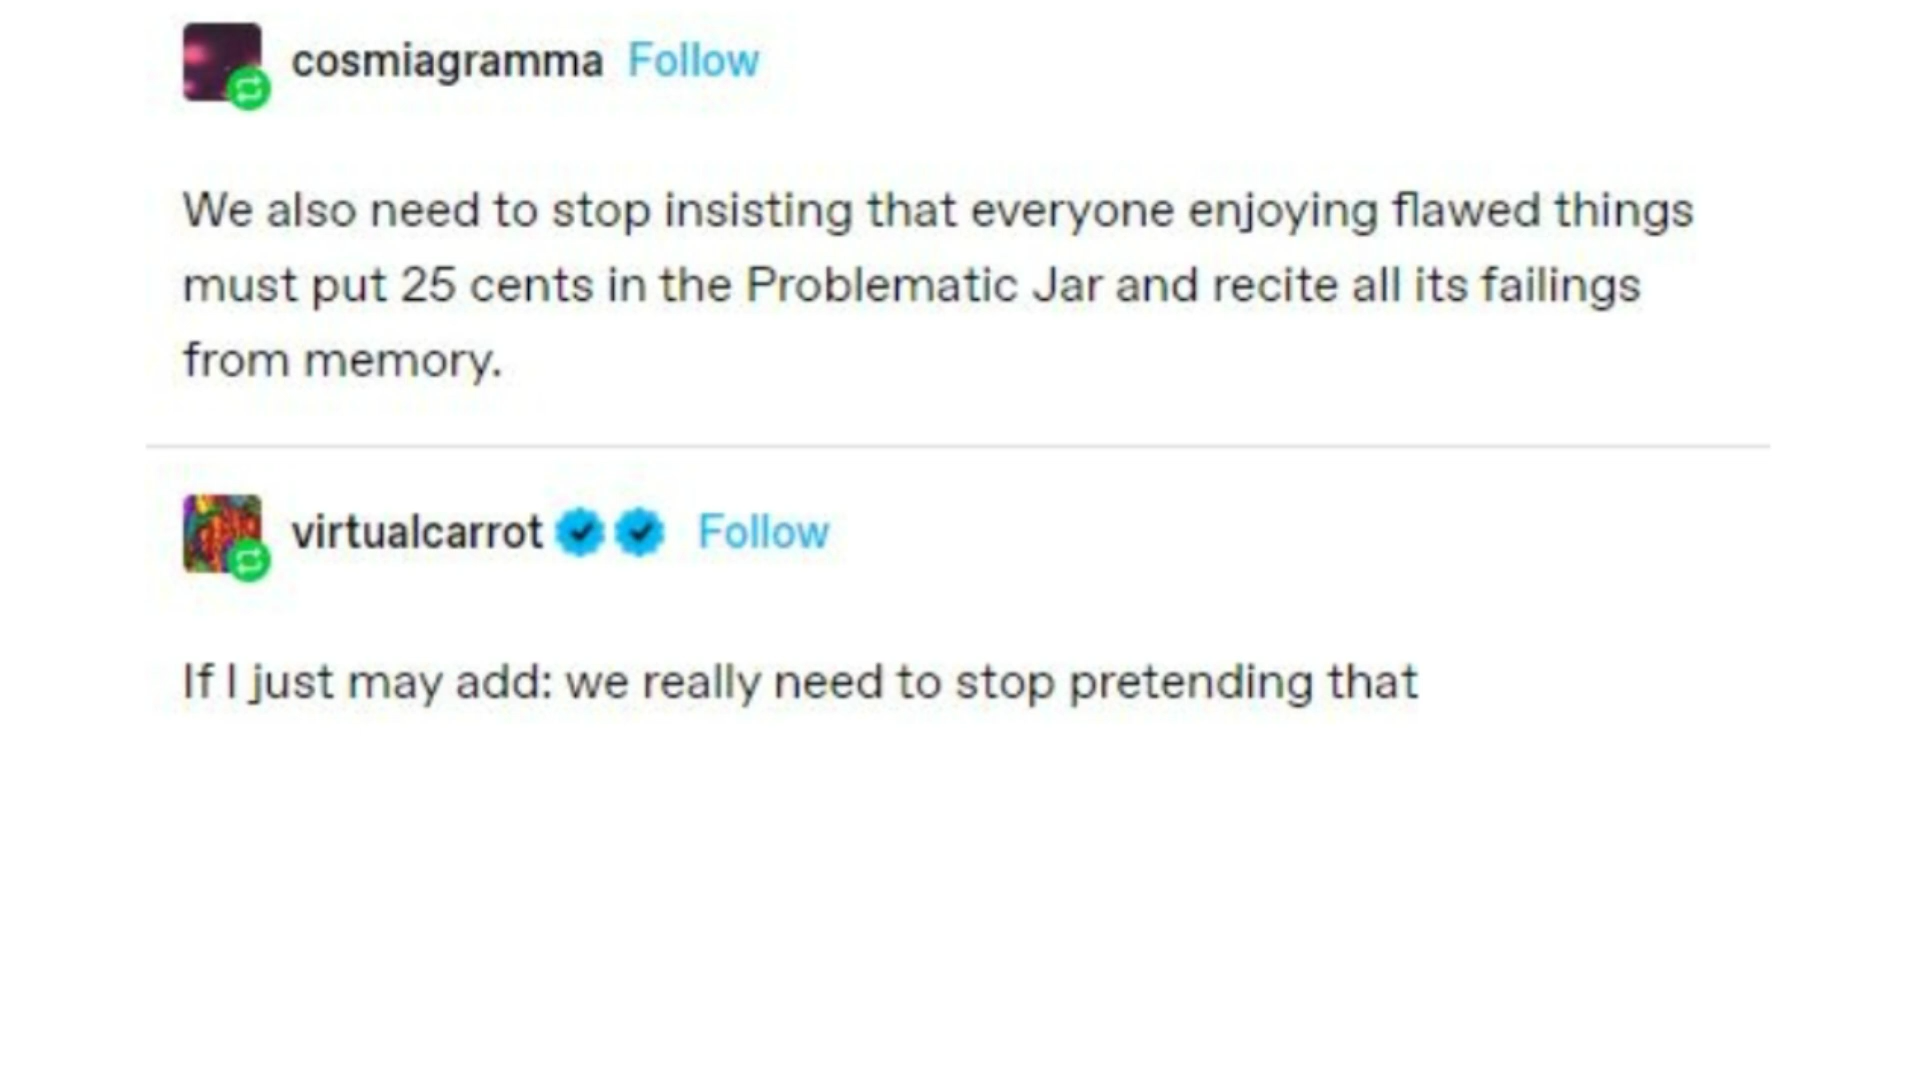 cosmiagramma Follow
We also need to stop insisting that everyone enjoying flawed things
must put 25 cents in the Problematic Jar and recite all its failings
from memory.
virtualcarrot Follow
If I just may add: we really need to stop pretending that